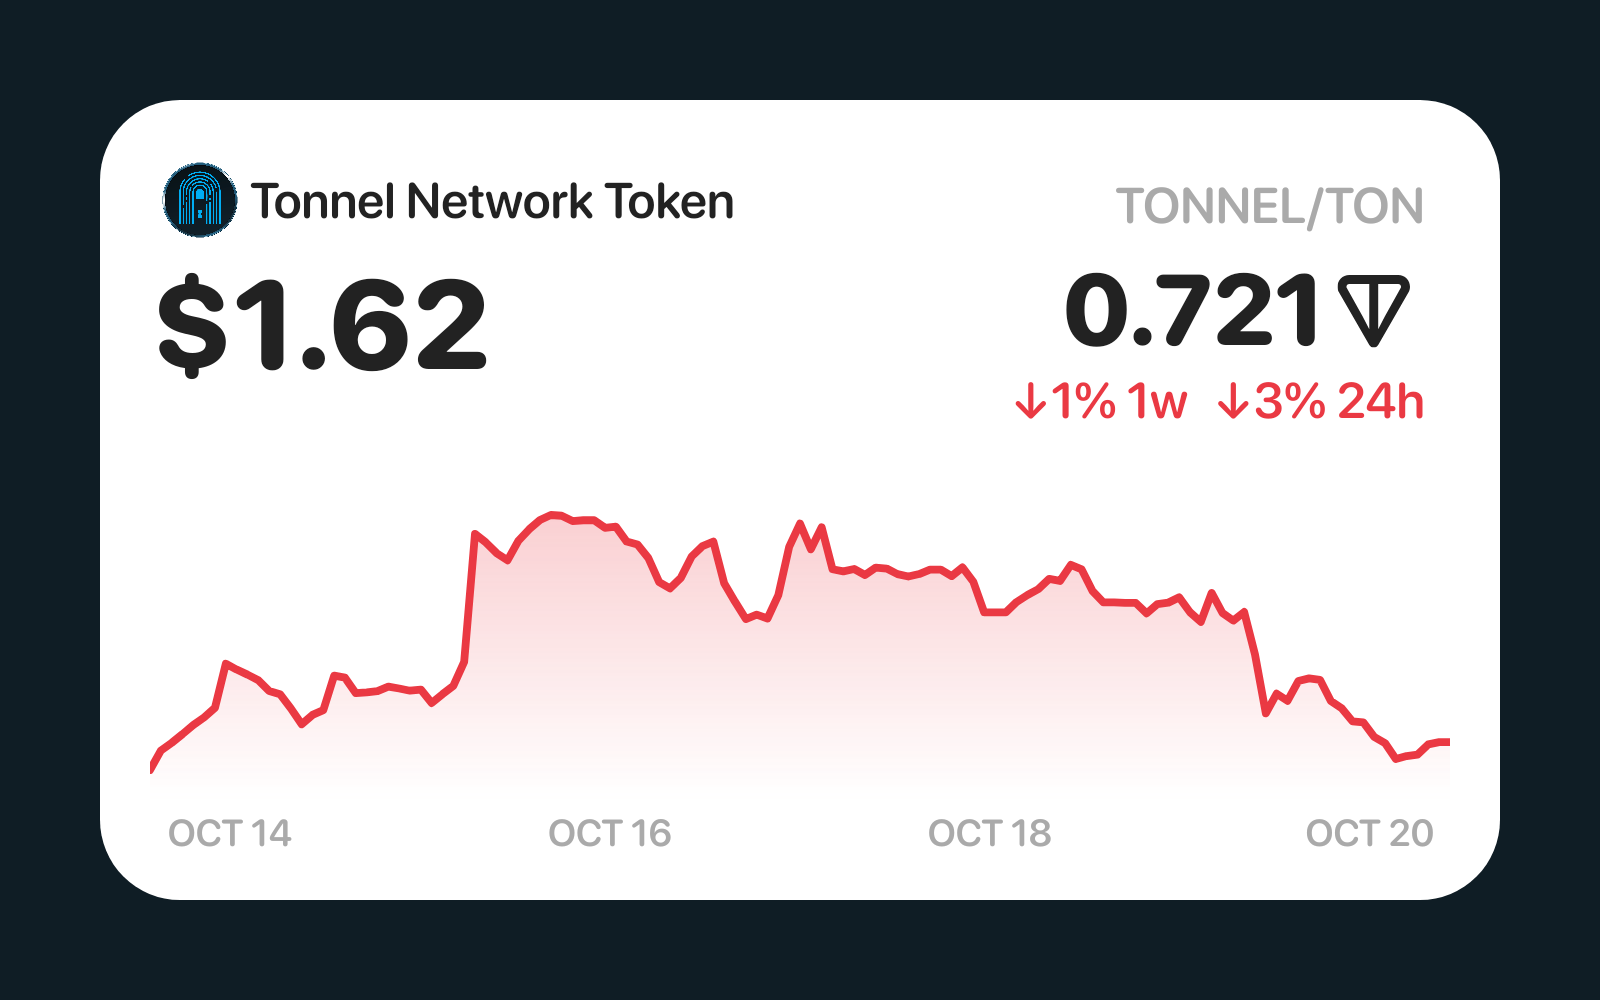 Tonnel Network Token
TONNEL/TON
$1.62
0.721
↓1% 1w ↓3% 24h
OCT 14
OCT 16
OCT 18
OCT 20